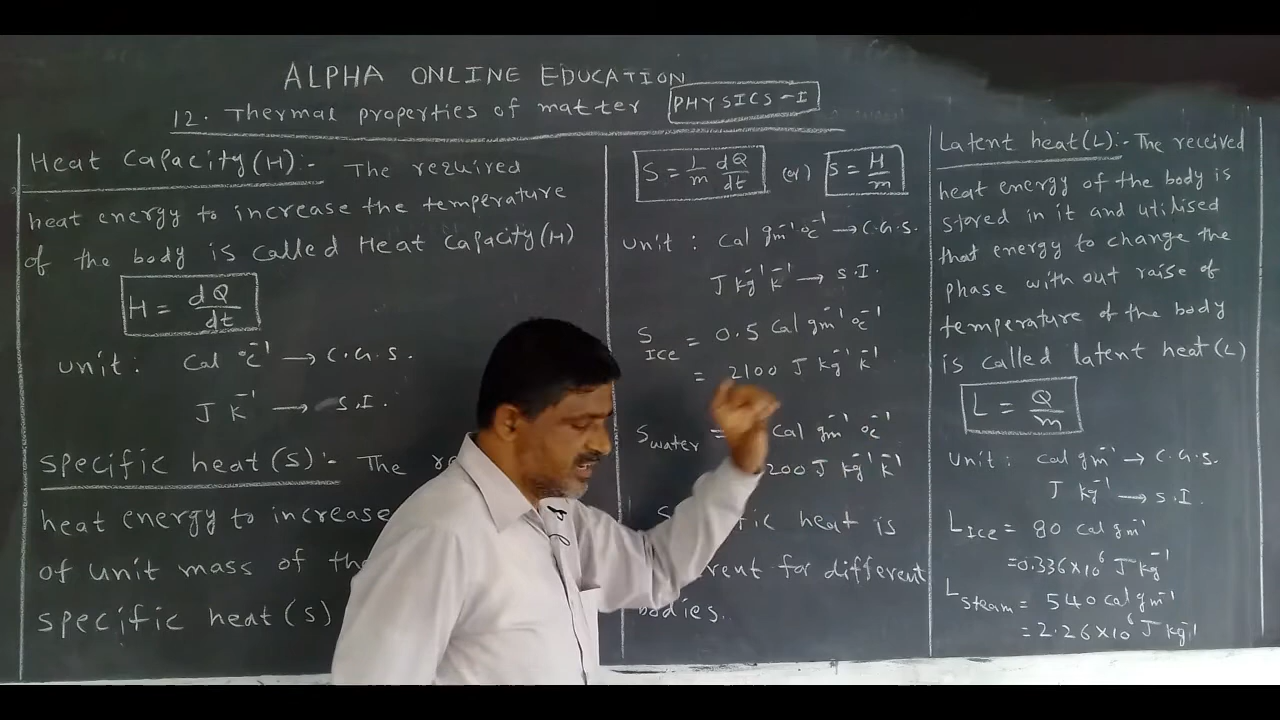 ALPHA ONLINE EDUCATION
12. Thermal properties of matter PHYSICS-I
Heat Capacity(H):- The required
heat energy to increase the temperature
of the body is called Heat Capacity(H)
H = dQ/dt
Unit: Cal °C⁻¹ → C.G.S.
J K⁻¹ → S.I.
Specific heat(S):- The
heat energy to increase
of unit mass of the
specific heat(S)
S = 1/m dQ/dt (or) S = H/m
Unit: Cal gm⁻¹ °C⁻¹ → C.G.S.
J kg⁻¹ K⁻¹ → S.I.
S Ice = 0.5 Cal gm⁻¹ °C⁻¹
= 2100 J kg⁻¹ K⁻¹
S water = Cal gm⁻¹ °C⁻¹
200 J kg⁻¹ K⁻¹
heat is
for different
bodies.
Latent heat(L):- The received
heat energy of the body is
stored in it and utilised
that energy to change the
phase with out raise of
temperature of the body
is called latent heat(L)
L = Q/m
Unit: Cal gm⁻¹ → C.G.S.
J kg⁻¹ → S.I.
L Ice = 80 cal gm⁻¹
= 0.336×10⁶ J kg⁻¹
L Steam = 540 cal gm⁻¹
= 2.26×10⁶ J kg⁻¹